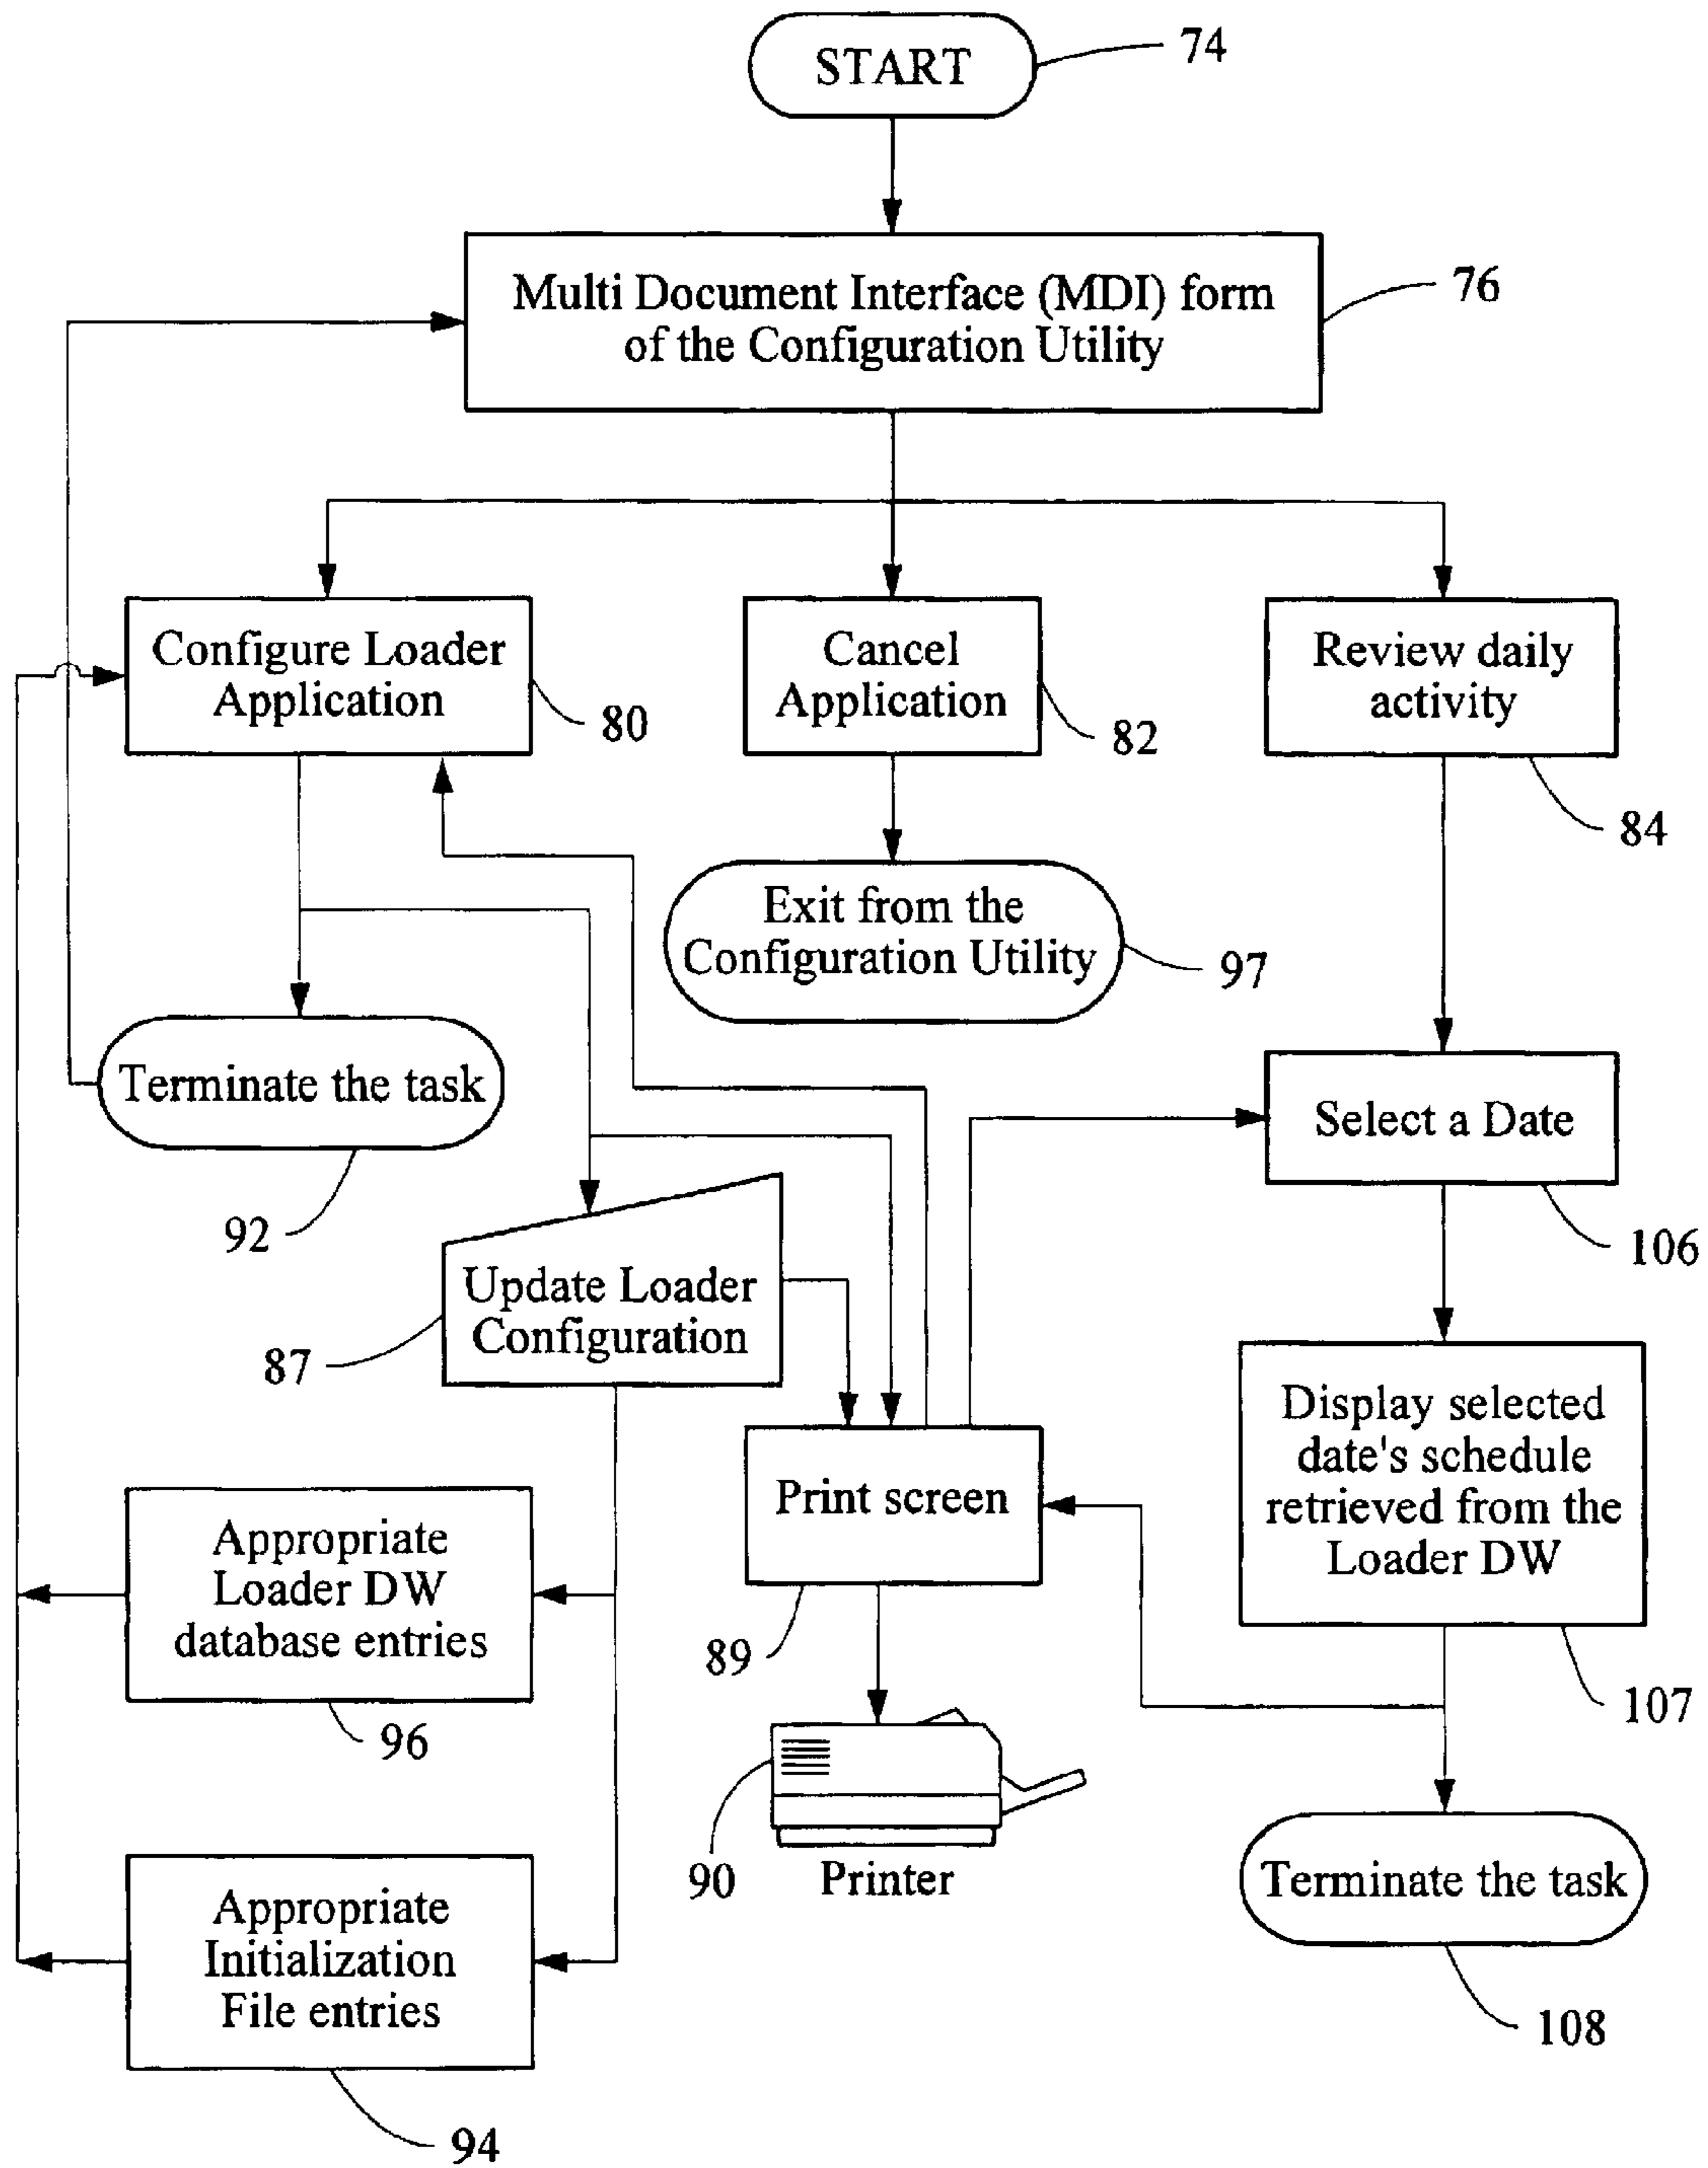 START
74
Multi Document Interface (MDI) form
of the Configuration Utility
76
Configure Loader
Application
80
Cancel
Application
82
Review daily
activity
84
Exit from the
Configuration Utility
97
Terminate the task
92
Select a Date
106
Update Loader
Configuration
87
Display selected
date's schedule
retrieved from the
Loader DW
107
Print screen
89
Appropriate
Loader DW
database entries
96
Printer
90
Terminate the task
108
Appropriate
Initialization
File entries
94